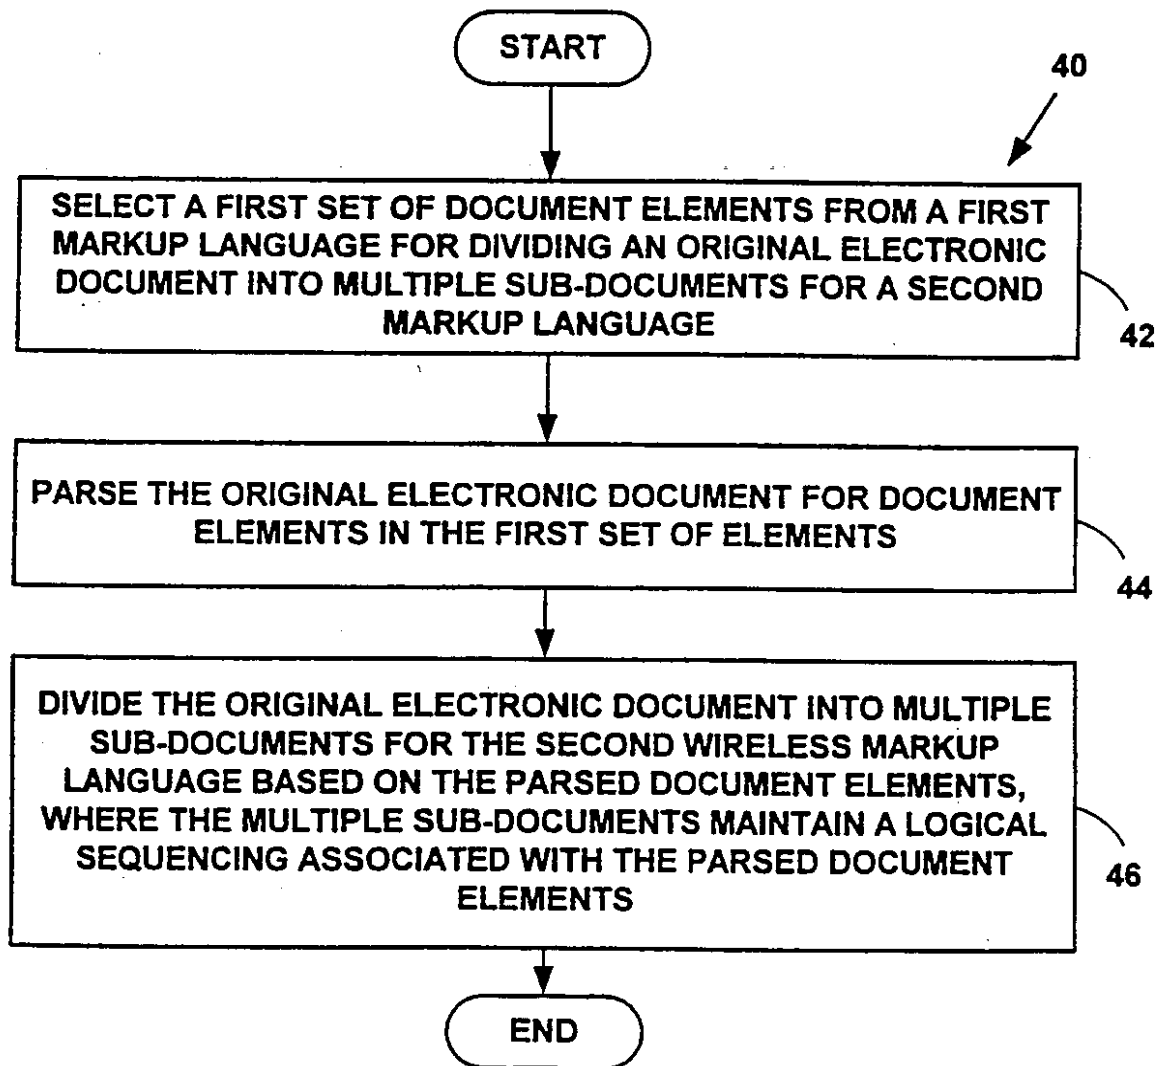 START
40
SELECT A FIRST SET OF DOCUMENT ELEMENTS FROM A FIRST
MARKUP LANGUAGE FOR DIVIDING AN ORIGINAL ELECTRONIC
DOCUMENT INTO MULTIPLE SUB-DOCUMENTS FOR A SECOND
MARKUP LANGUAGE
42
PARSE THE ORIGINAL ELECTRONIC DOCUMENT FOR DOCUMENT
ELEMENTS IN THE FIRST SET OF ELEMENTS
44
DIVIDE THE ORIGINAL ELECTRONIC DOCUMENT INTO MULTIPLE
SUB-DOCUMENTS FOR THE SECOND WIRELESS MARKUP
LANGUAGE BASED ON THE PARSED DOCUMENT ELEMENTS,
WHERE THE MULTIPLE SUB-DOCUMENTS MAINTAIN A LOGICAL
SEQUENCING ASSOCIATED WITH THE PARSED DOCUMENT
ELEMENTS
46
END